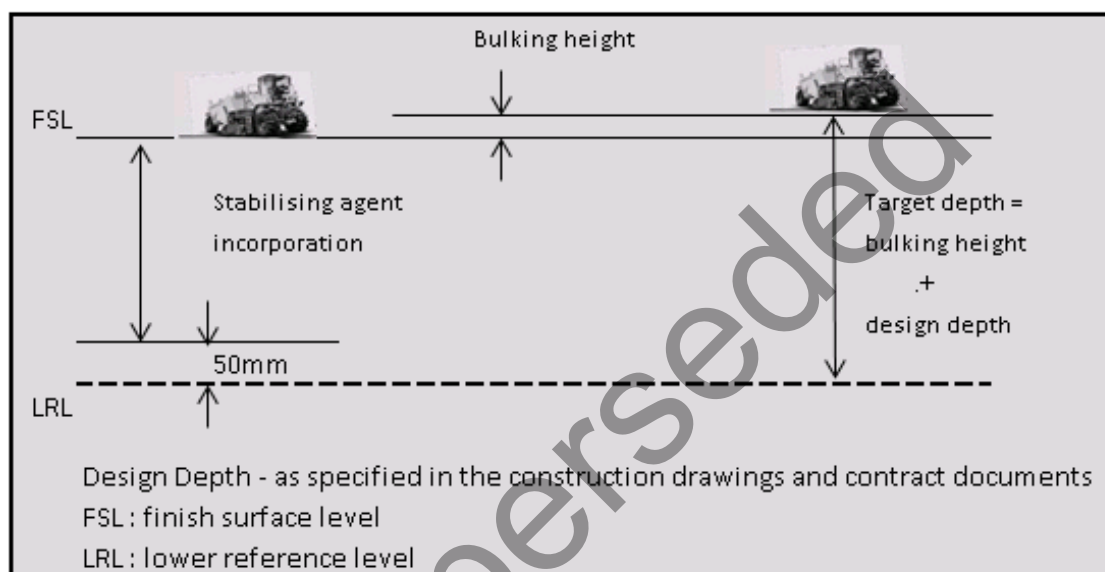 Bulking height
FSL
Stabilising agent
incorporation
Target depth =
bulking height
.+
design depth
50mm
LRL
Design Depth - as specified in the construction drawings and contract documents
FSL : finish surface level
LRL : lower reference level
perseded